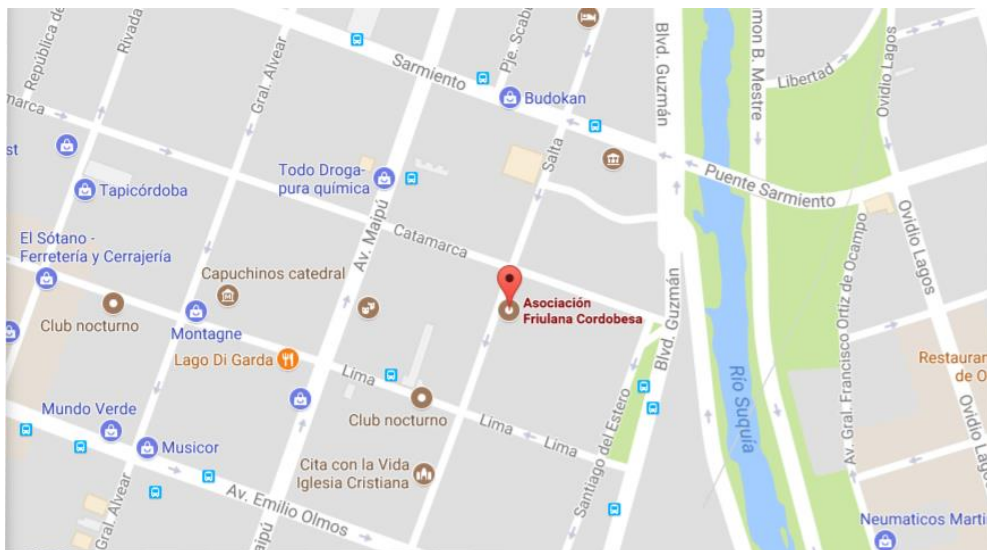 República de
Rivada
Gral. Alvear
Sarmiento
Pje. Scabu
Blvd. Guzmán
mon B. Mestre
Libertad
Ovidio Lagos
marca
Budokan
st
Tapicórdoba
Todo Droga-
pura química
Salta
Puente Sarmiento
Av. Maipú
El Sótano -
Ferretería y Cerrajería
Catamarca
Capuchinos catedral
Ovidio Lagos
Av. Gral. Francisco Ortiz de Ocampo
Asociación
Friulana Cordobesa
Club nocturno
Montagne
Blvd. Guzmán
Lago Di Garda
Lima
Río Suquía
Restauran
de O
Mundo Verde
Club nocturno
Lima
Lima
Santiago del Estero
Ovidio Lago
Musicor
Cita con la Vida
Iglesia Cristiana
Av. Emilio Olmos
Gral. Alvear
Maipú
Neumaticos Marti